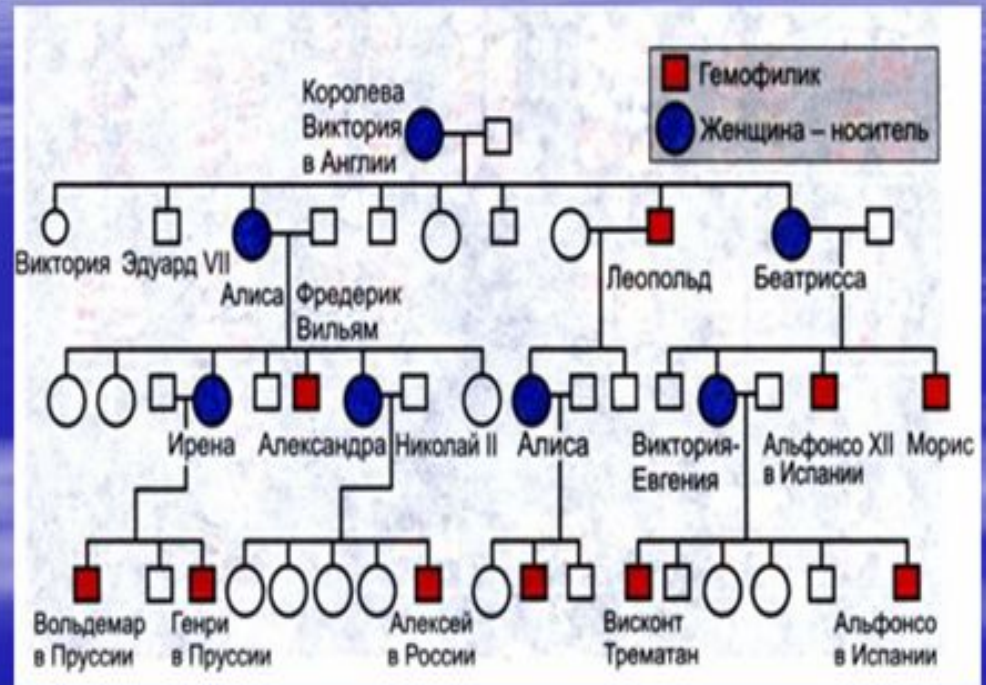 Гемофилик
Женщина – носитель
Королева
Виктория
в Англии
Виктория
Эдуард VII
Алиса
Фредерик
Вильям
Леопольд
Беатрисса
Ирена
Александра
Николай II
Алиса
Виктория-
Евгения
Альфонсо XII
в Испании
Морис
Вольдемар
в Пруссии
Генри
в Пруссии
Алексей
в России
Висконт
Трематан
Альфонсо
в Испании